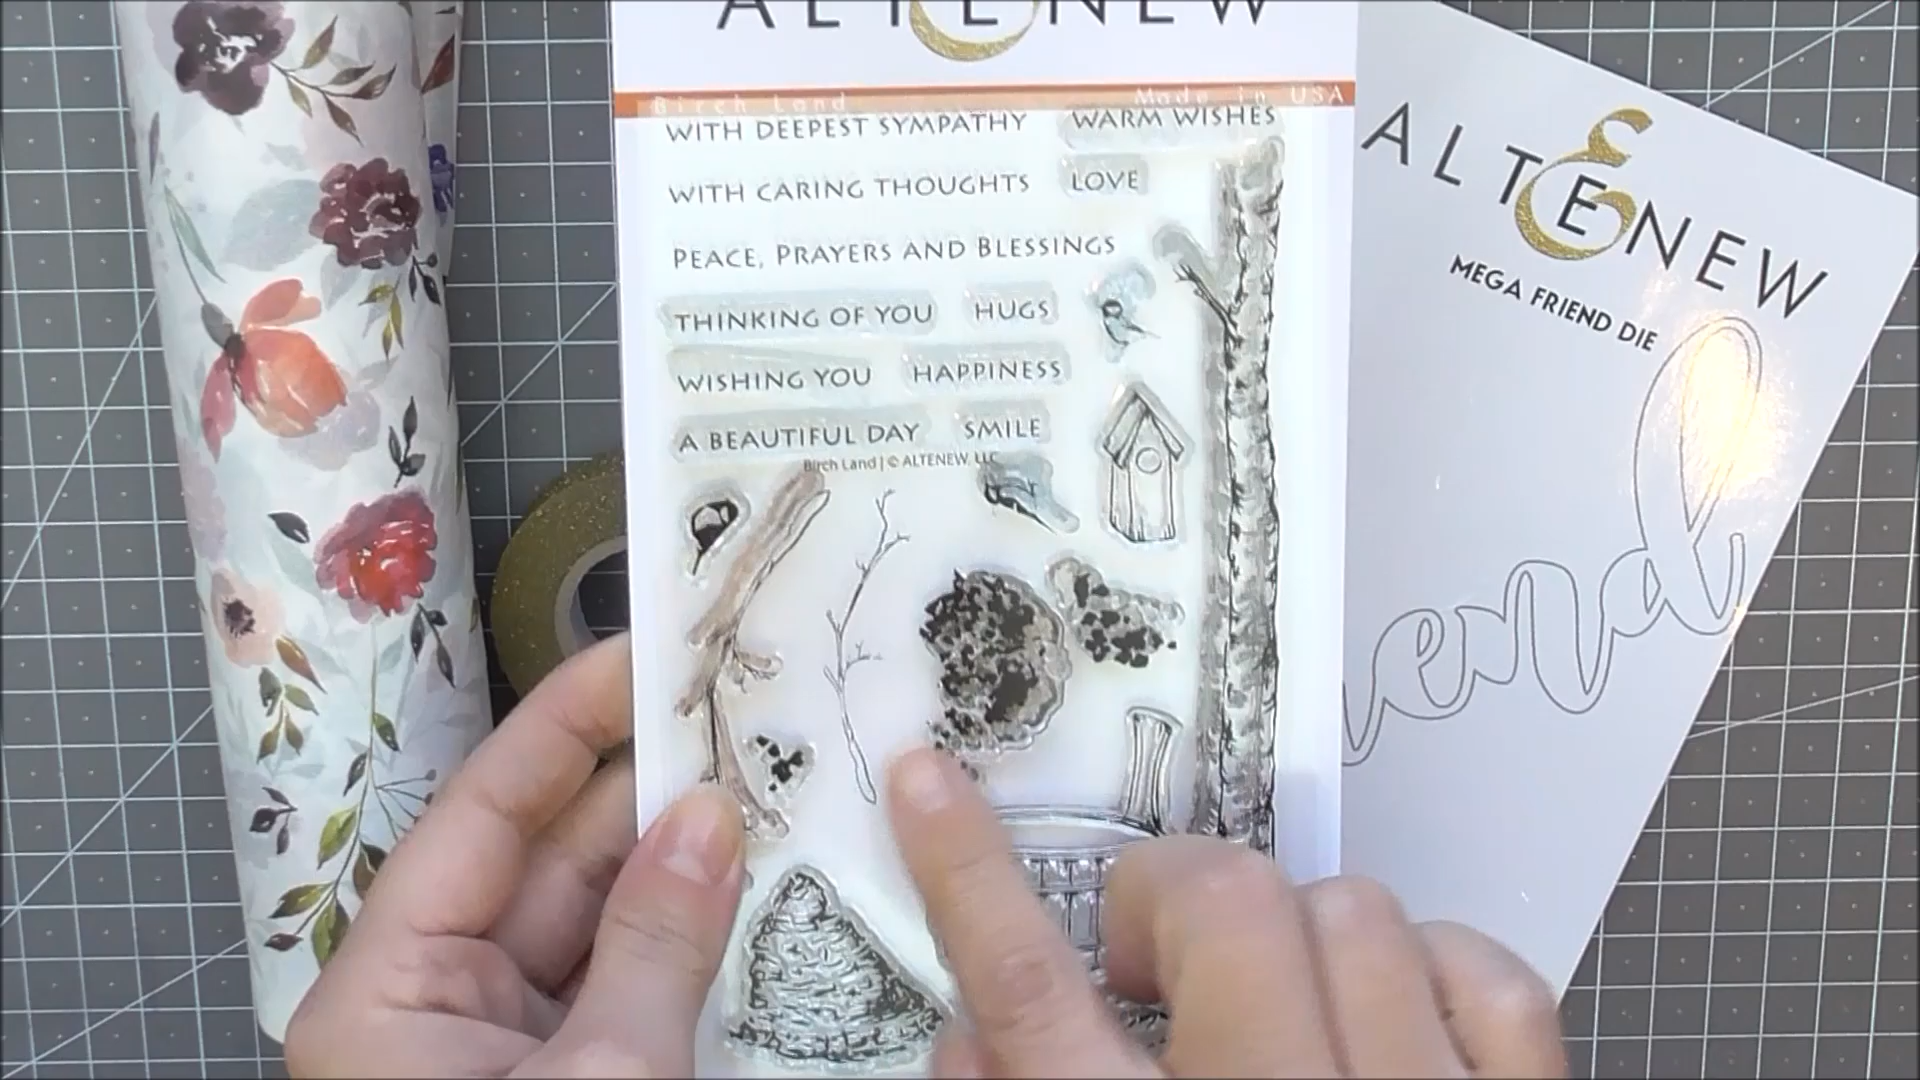 ALTENEW
Birch Land Made in USA
WITH DEEPEST SYMPATHY WARM WISHES
WITH CARING THOUGHTS LOVE
PEACE, PRAYERS AND BLESSINGS
THINKING OF YOU HUGS
WISHING YOU HAPPINESS
A BEAUTIFUL DAY SMILE
Birch Land | © ALTENEW, LLC
ALTENEW
MEGA FRIEND DIE
end